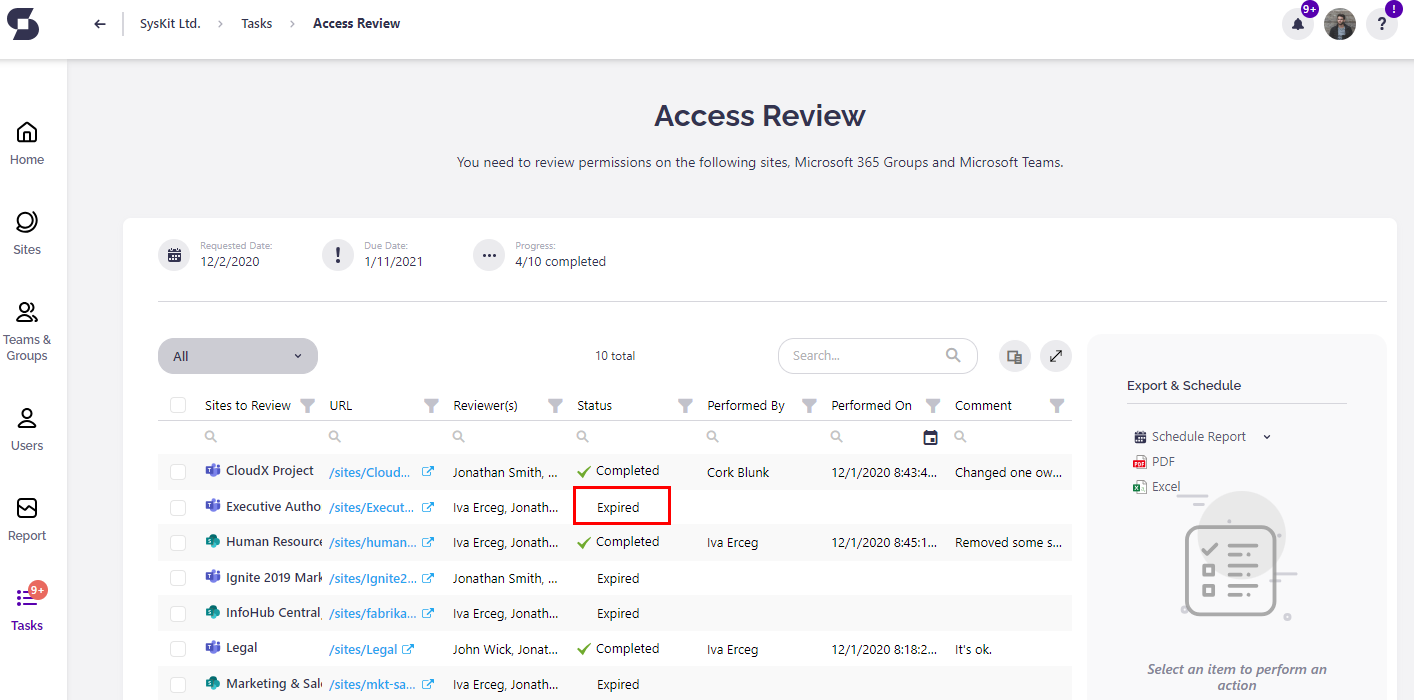 SysKit Ltd. > Tasks > Access Review
9+
!
?
Home
Sites
Teams &
Groups
Users
Report
9+
Tasks
Access Review
You need to review permissions on the following sites, Microsoft 365 Groups and Microsoft Teams.
Requested Date:
12/2/2020
Due Date:
1/11/2021
Progress:
4/10 completed
All
10 total
Search...
Sites to Review URL Reviewer(s) Status Performed By Performed On Comment
CloudX Project /sites/Cloud... Jonathan Smith, ... Completed Cork Blunk 12/1/2020 8:43:4... Changed one ow...
Executive Autho /sites/Execut... Iva Erceg, Jonath... Expired
Human Resource /sites/human... Iva Erceg, Jonath... Completed Iva Erceg 12/1/2020 8:45:1... Removed some s...
Ignite 2019 Mark /sites/Ignite2... Jonathan Smith, ... Expired
InfoHub Central, /sites/fabrika... Iva Erceg, Jonath... Expired
Legal /sites/Legal John Wick, Jonat... Completed Iva Erceg 12/1/2020 8:18:2... It's ok.
Marketing & Sale /sites/mkt-sa... Iva Erceg, Jonath... Expired
Export & Schedule
Schedule Report
PDF
Excel
Select an item to perform an
action